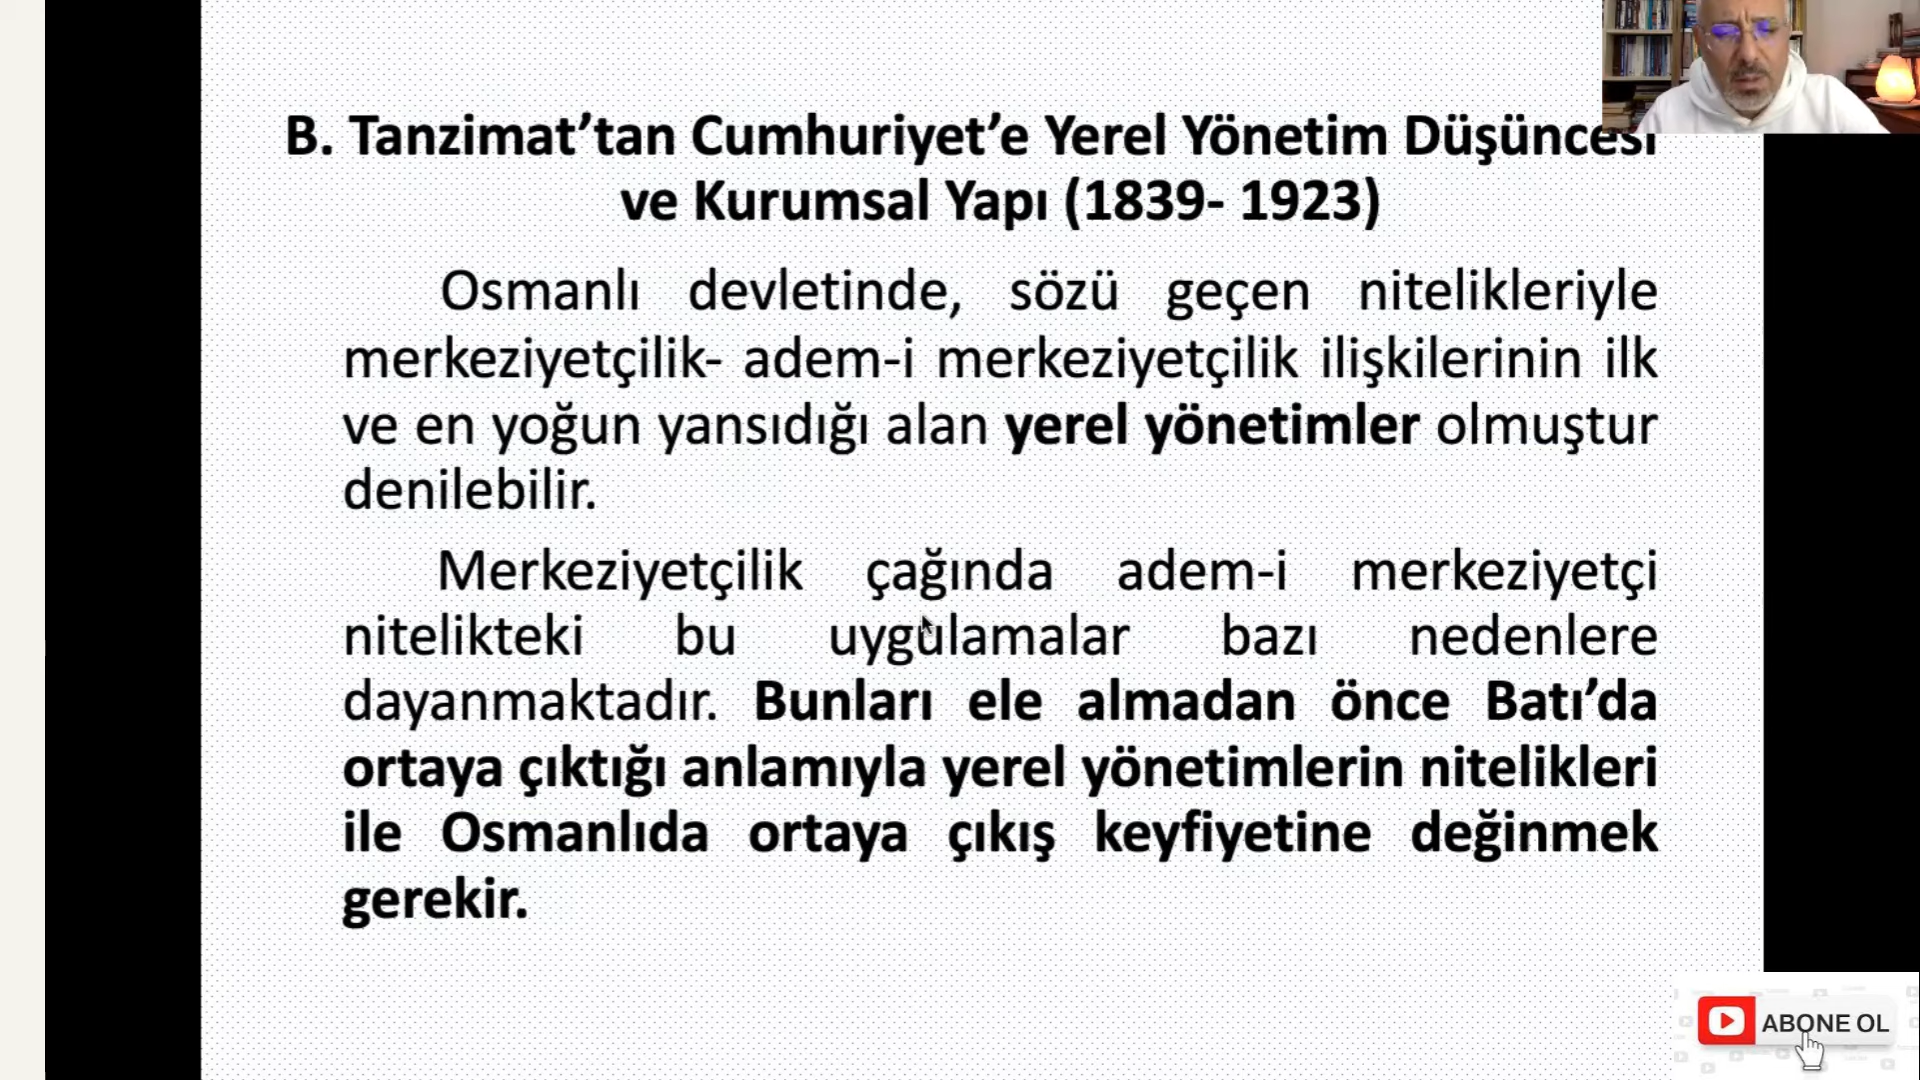 B. Tanzimat’tan Cumhuriyet’e Yerel Yönetim Düşüncesi
ve Kurumsal Yapı (1839- 1923)
Osmanlı devletinde, sözü geçen nitelikleriyle
merkeziyetçilik- adem-i merkeziyetçilik ilişkilerinin ilk
ve en yoğun yansıdığı alan yerel yönetimler olmuştur
denilebilir.
Merkeziyetçilik çağında adem-i merkeziyetçi
nitelikteki bu uygulamalar bazı nedenlere
dayanmaktadır. Bunları ele almadan önce Batı’da
ortaya çıktığı anlamıyla yerel yönetimlerin nitelikleri
ile Osmanlıda ortaya çıkış keyfiyetine değinmek
gerekir.
ABONE OL